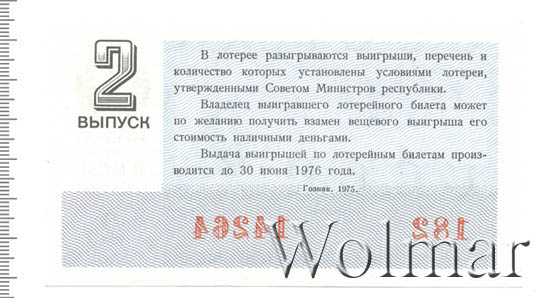 2
ВЫПУСК
В лотерее разыгрываются выигрыши, перечень и
количество которых установлены условиями лотереи,
утвержденными Советом Министров республики.
Владелец выигравшего лотерейного билета может
по желанию получить взамен вещевого выигрыша его
стоимость наличными деньгами.
Выдача выигрышей по лотерейным билетам произ-
водится до 30 июня 1976 года.
Гознак. 1975.
182 14264
Wolmar